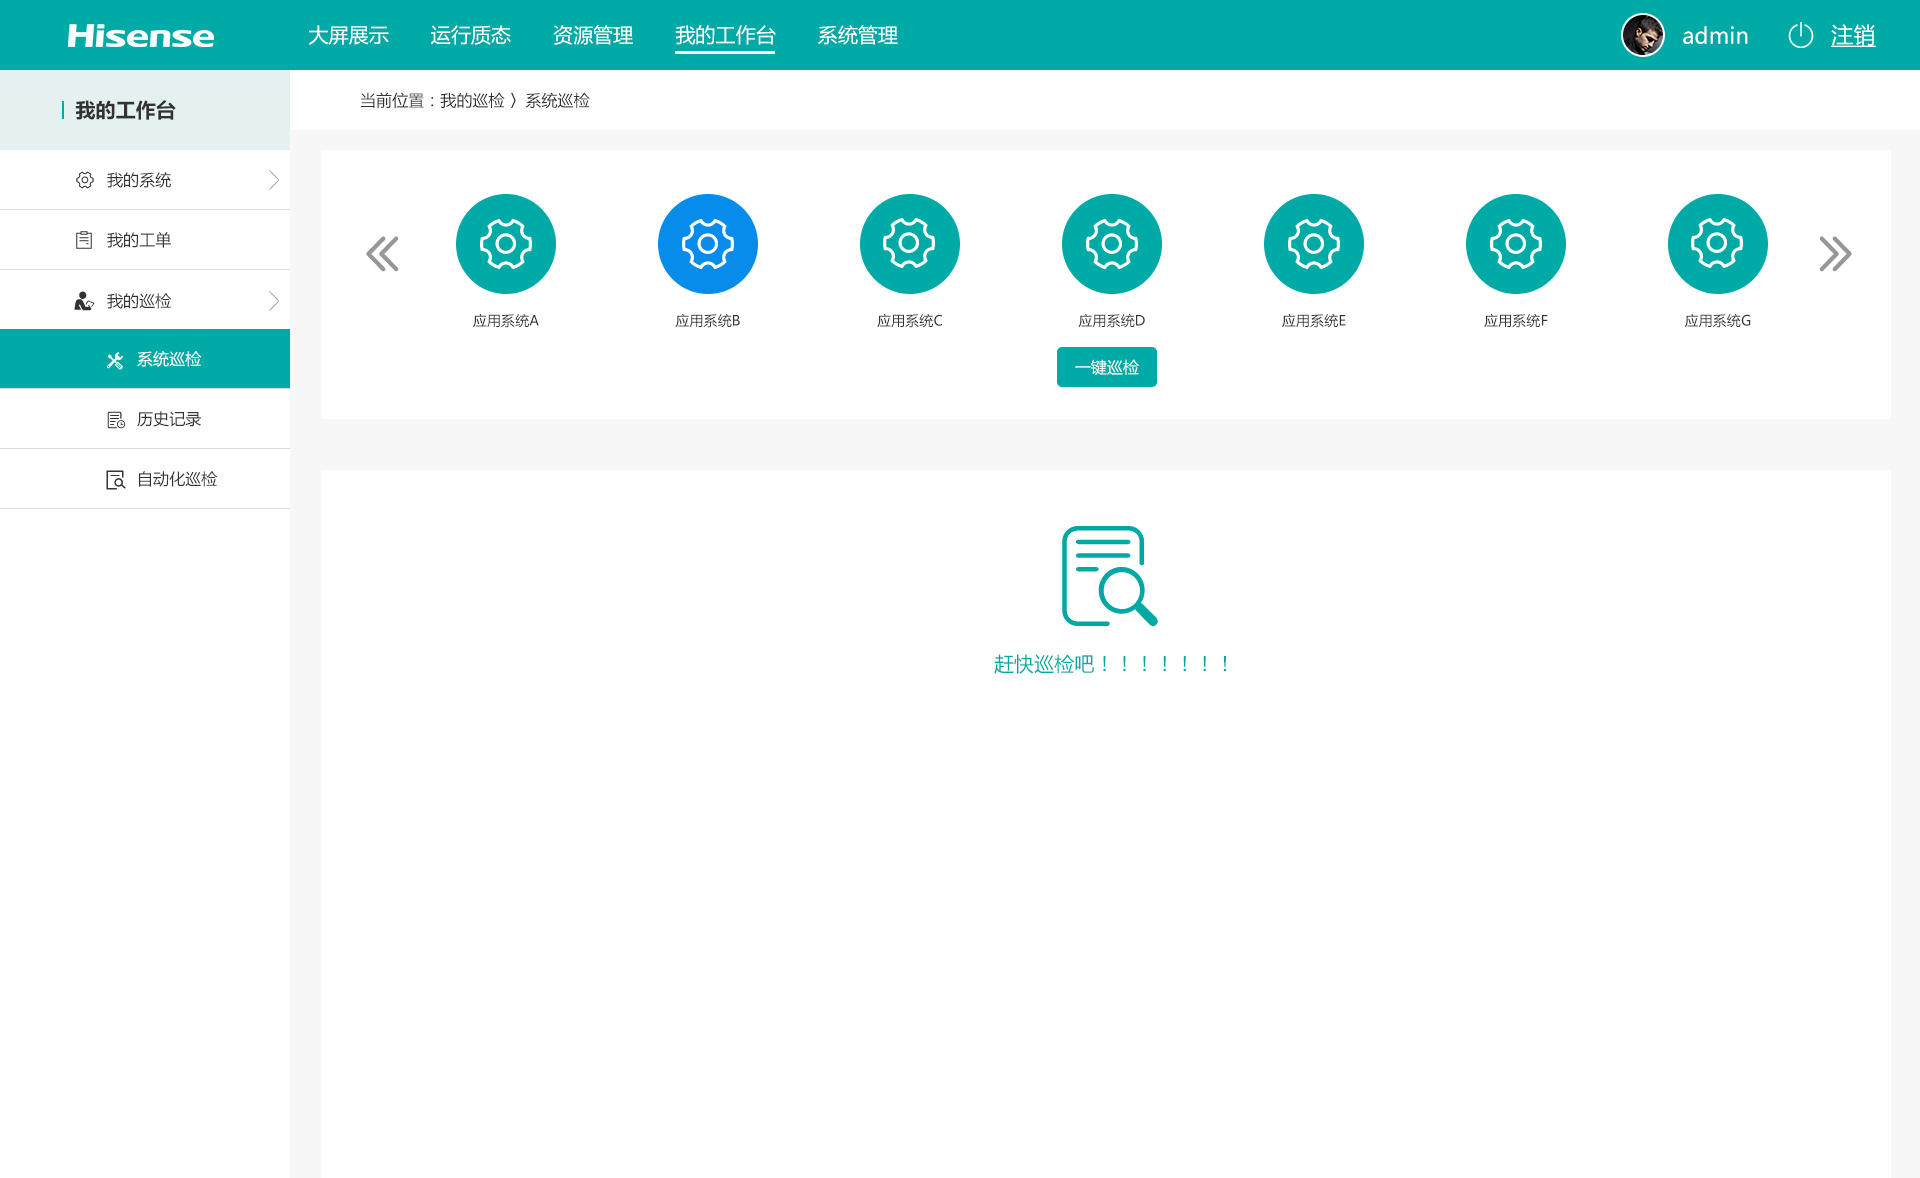 Hisense 大屏展示 运行质态 资源管理 我的工作台 系统管理 admin 注销
我的工作台
当前位置：我的巡检 〉系统巡检
我的系统
我的工单
我的巡检
系统巡检
历史记录
自动化巡检
应用系统A 应用系统B 应用系统C 应用系统D 应用系统E 应用系统F 应用系统G
一键巡检
赶快巡检吧！！！！！！！